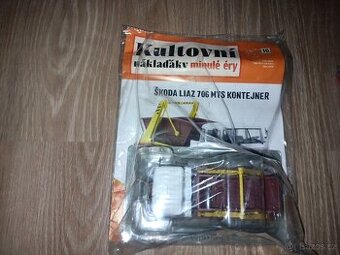 Kultovní
náklaďáky minulé éry
ŠKODA LIAZ 706 MTS KONTEJNER